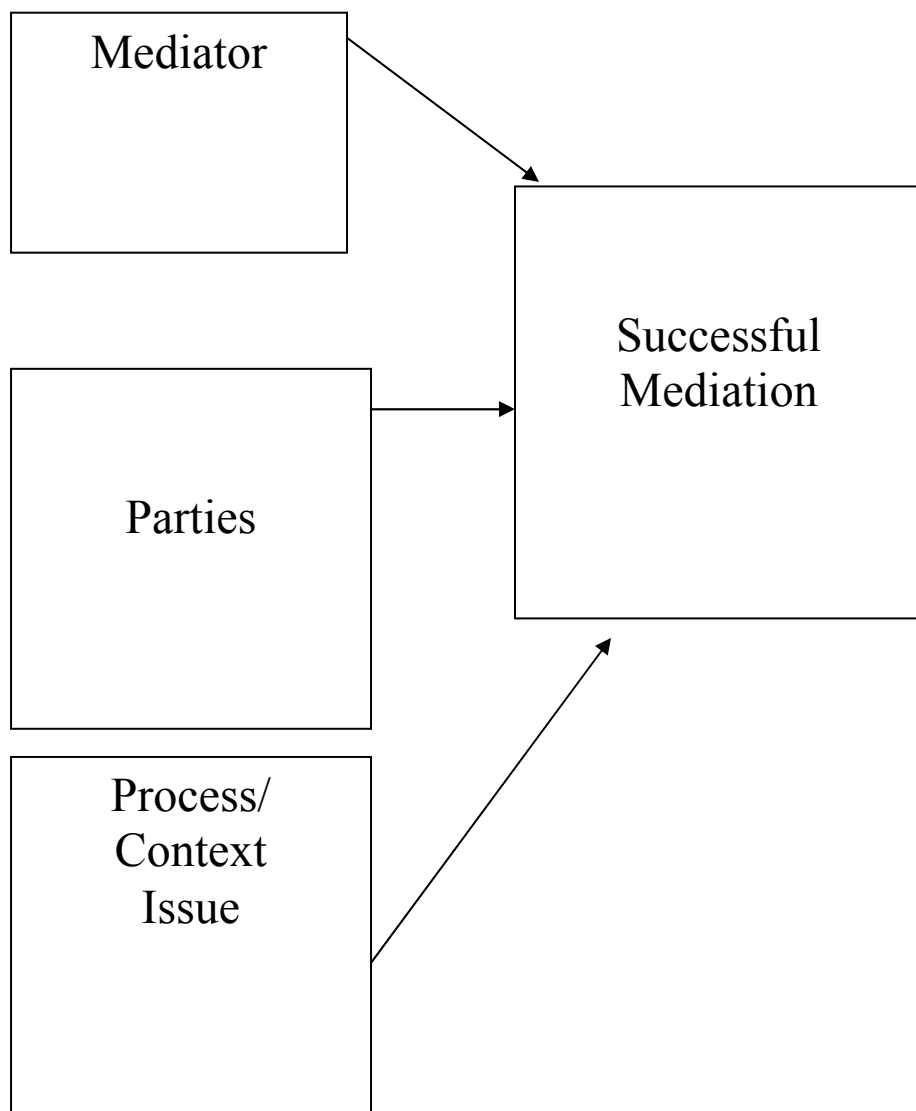 Mediator
Successful
Mediation
Parties
Process/
Context
Issue